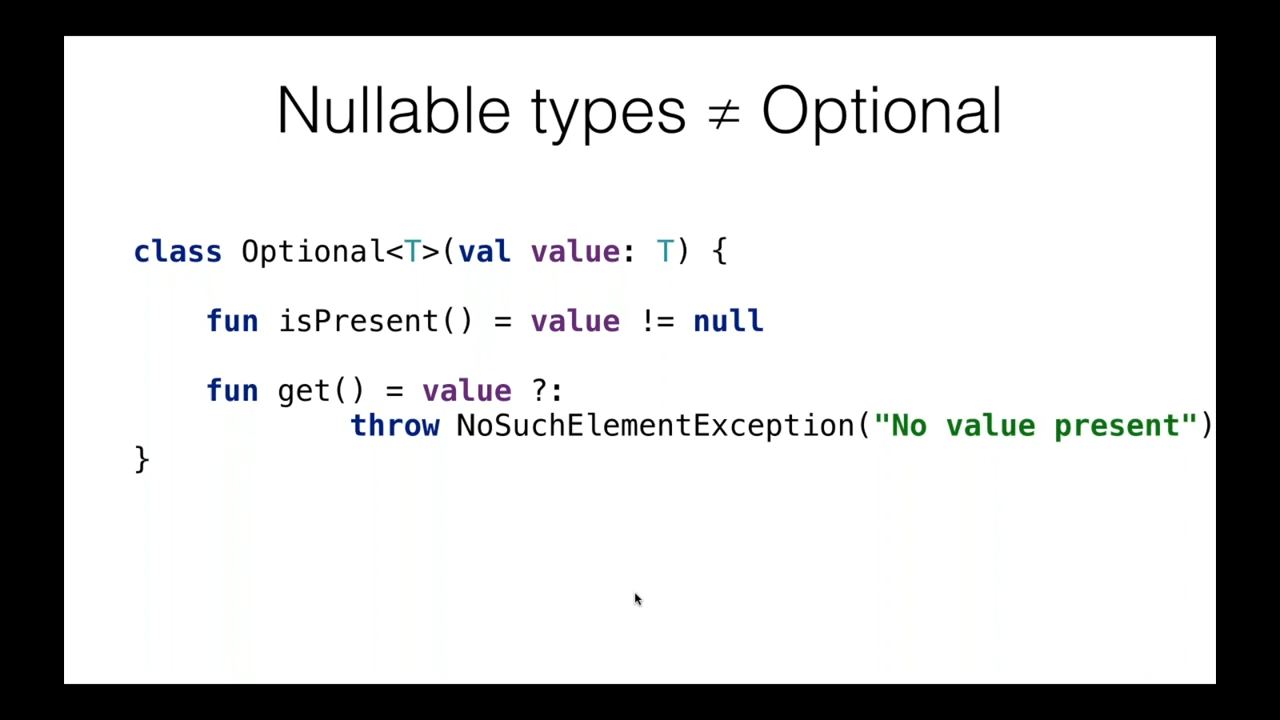 Nullable types ≠ Optional
class Optional<T>(val value: T) {
fun isPresent() = value != null
fun get() = value ?:
throw NoSuchElementException("No value present")
}